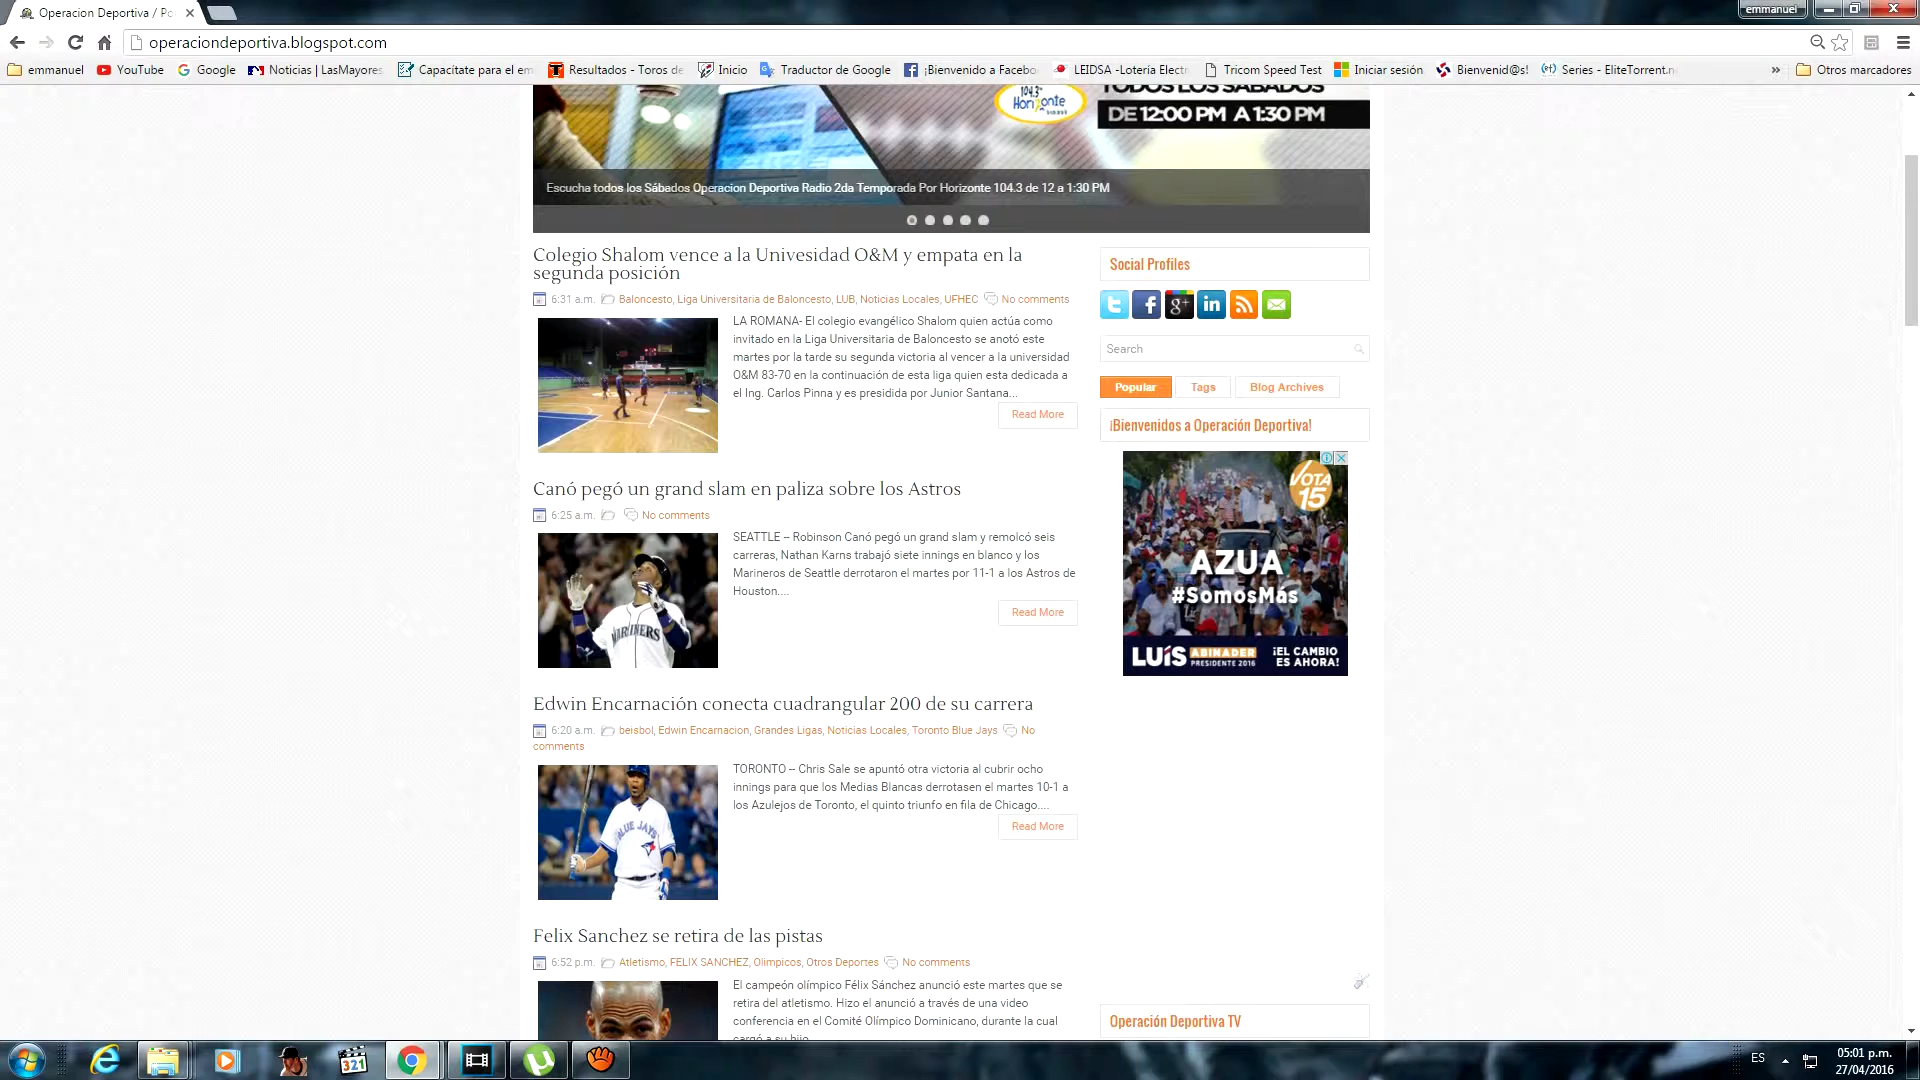 Operacion Deportiva / Po
emmanuel
operaciondeportiva.blogspot.com
emmanuel
YouTube
Google
Noticias | LasMayores
Capacítate para el em
Resultados - Toros de
Inicio
Traductor de Google
¡Bienvenido a Facebo
LEIDSA -Lotería Electr
Tricom Speed Test
Iniciar sesión
Bienvenid@s!
Series - EliteTorrent.n
»
Otros marcadores
104.3
Horizonte
TODOS LOS SABADOS
DE 12:00 PM A 1:30 PM
Escucha todos los Sábados Operacion Deportiva Radio 2da Temporada Por Horizonte 104.3 de 12 a 1:30 PM
Colegio Shalom vence a la Univesidad O&M y empata en la
segunda posición
6:31 a.m. Baloncesto, Liga Universitaria de Baloncesto, LUB, Noticias Locales, UFHEC No comments
LA ROMANA- El colegio evangélico Shalom quien actúa como
invitado en la Liga Universitaria de Baloncesto se anotó este
martes por la tarde su segunda victoria al vencer a la universidad
O&M 83-70 en la continuación de esta liga quien esta dedicada a
el Ing. Carlos Pinna y es presidida por Junior Santana...
Read More
Canó pegó un grand slam en paliza sobre los Astros
6:25 a.m. No comments
SEATTLE -- Robinson Canó pegó un grand slam y remolcó seis
carreras, Nathan Karns trabajó siete innings en blanco y los
Marineros de Seattle derrotaron el martes por 11-1 a los Astros de
Houston....
MARINERS
Read More
Edwin Encarnación conecta cuadrangular 200 de su carrera
6:20 a.m. beisbol, Edwin Encarnacion, Grandes Ligas, Noticias Locales, Toronto Blue Jays No
comments
TORONTO -- Chris Sale se apuntó otra victoria al cubrir ocho
innings para que los Medias Blancas derrotasen el martes 10-1 a
los Azulejos de Toronto, el quinto triunfo en fila de Chicago....
BLUE JAYS
Read More
Felix Sanchez se retira de las pistas
6:52 p.m. Atletismo, FELIX SANCHEZ, Olimpicos, Otros Deportes No comments
El campeón olímpico Félix Sánchez anunció este martes que se
retira del atletismo. Hizo el anunció a través de una video
conferencia en el Comité Olímpico Dominicano, durante la cual
cargó a su hijo
Social Profiles
Search
Popular
Tags
Blog Archives
¡Bienvenidos a Operación Deportiva!
VOTA
15
AZUA
#SomosMás
LUÍS ABINADER
PRESIDENTE 2016
¡EL CAMBIO
ES AHORA!
Operación Deportiva TV
321
ES
05:01 p.m.
27/04/2016